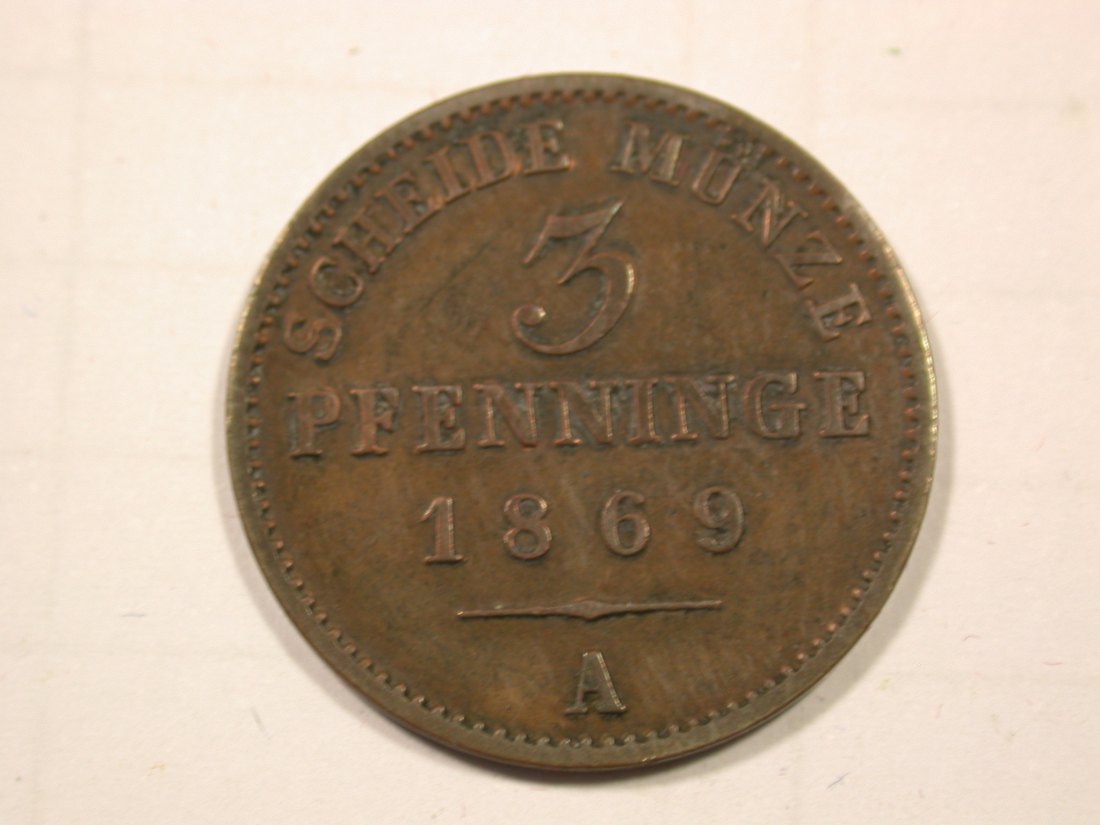 SCHEIDE MÜNZE
3
PFENNINGE
1869
A